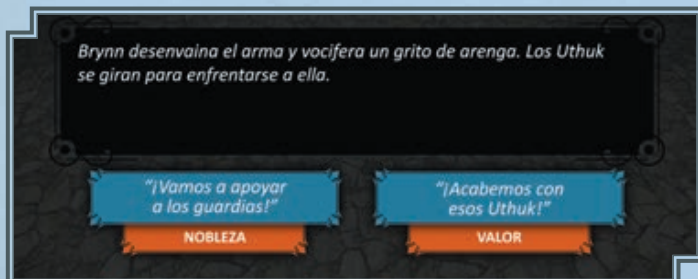 Brynn desenvaina el arma y vocifera un grito de arenga. Los Uthuk
se giran para enfrentarse a ella.
“¡Vamos a apoyar
a los guardias!”
NOBLEZA
“¡Acabemos con
esos Uthuk!”
VALOR